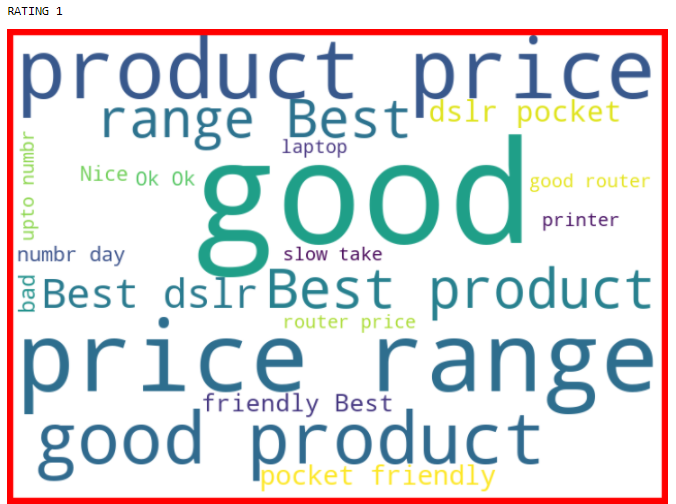 RATING 1
product price
range Best
dslr pocket
laptop
upto numbr
Nice
Ok Ok
good
good router
printer
numbr day
slow take
bad
Best dslr
Best product
router price
price range
friendly Best
good product
pocket friendly